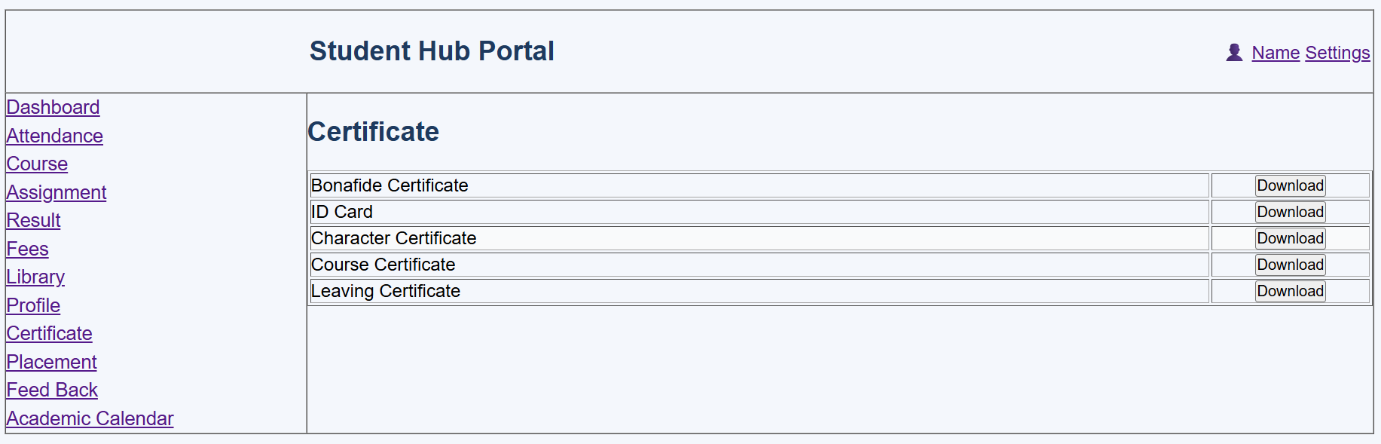 Student Hub Portal
Name Settings
Dashboard
Attendance
Course
Assignment
Result
Fees
Library
Profile
Certificate
Placement
Feed Back
Academic Calendar
Certificate
Bonafide Certificate Download
ID Card Download
Character Certificate Download
Course Certificate Download
Leaving Certificate Download